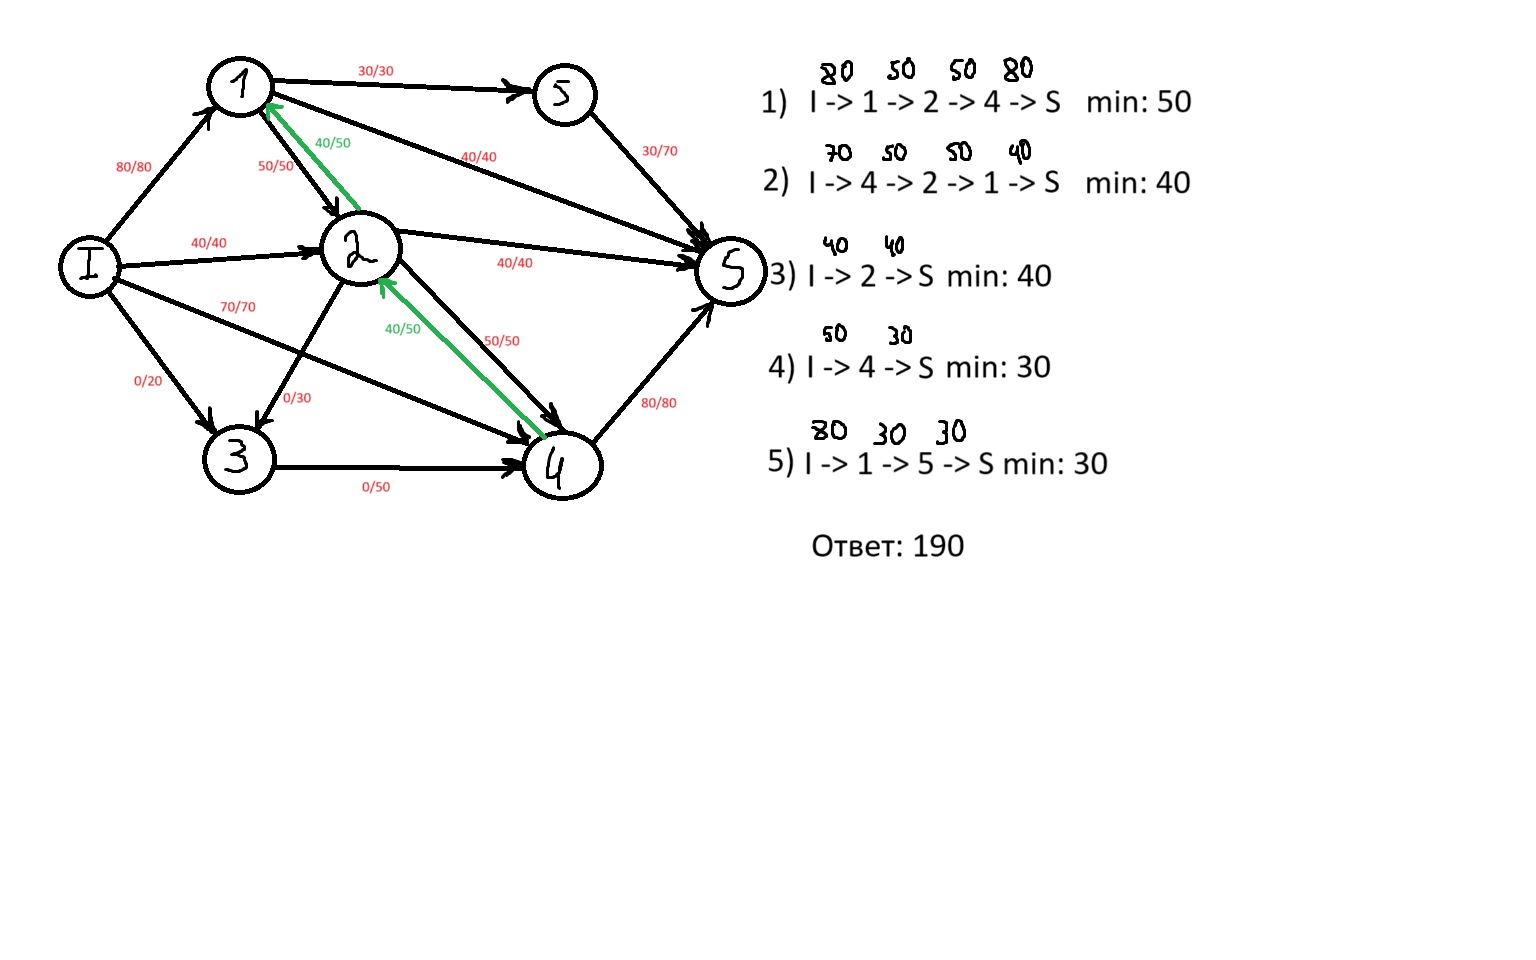 1
5
I
2
S
3
4
30/30
80/80
50/50
40/50
40/40
40/40
40/40
30/70
70/70
0/20
0/30
40/50
50/50
80/80
0/50
80 50 50 80
1) I -> 1 -> 2 -> 4 -> S min: 50
70 50 50 40
2) I -> 4 -> 2 -> 1 -> S min: 40
40 40
3) I -> 2 -> S min: 40
50 30
4) I -> 4 -> S min: 30
80 30 30
5) I -> 1 -> 5 -> S min: 30
Ответ: 190